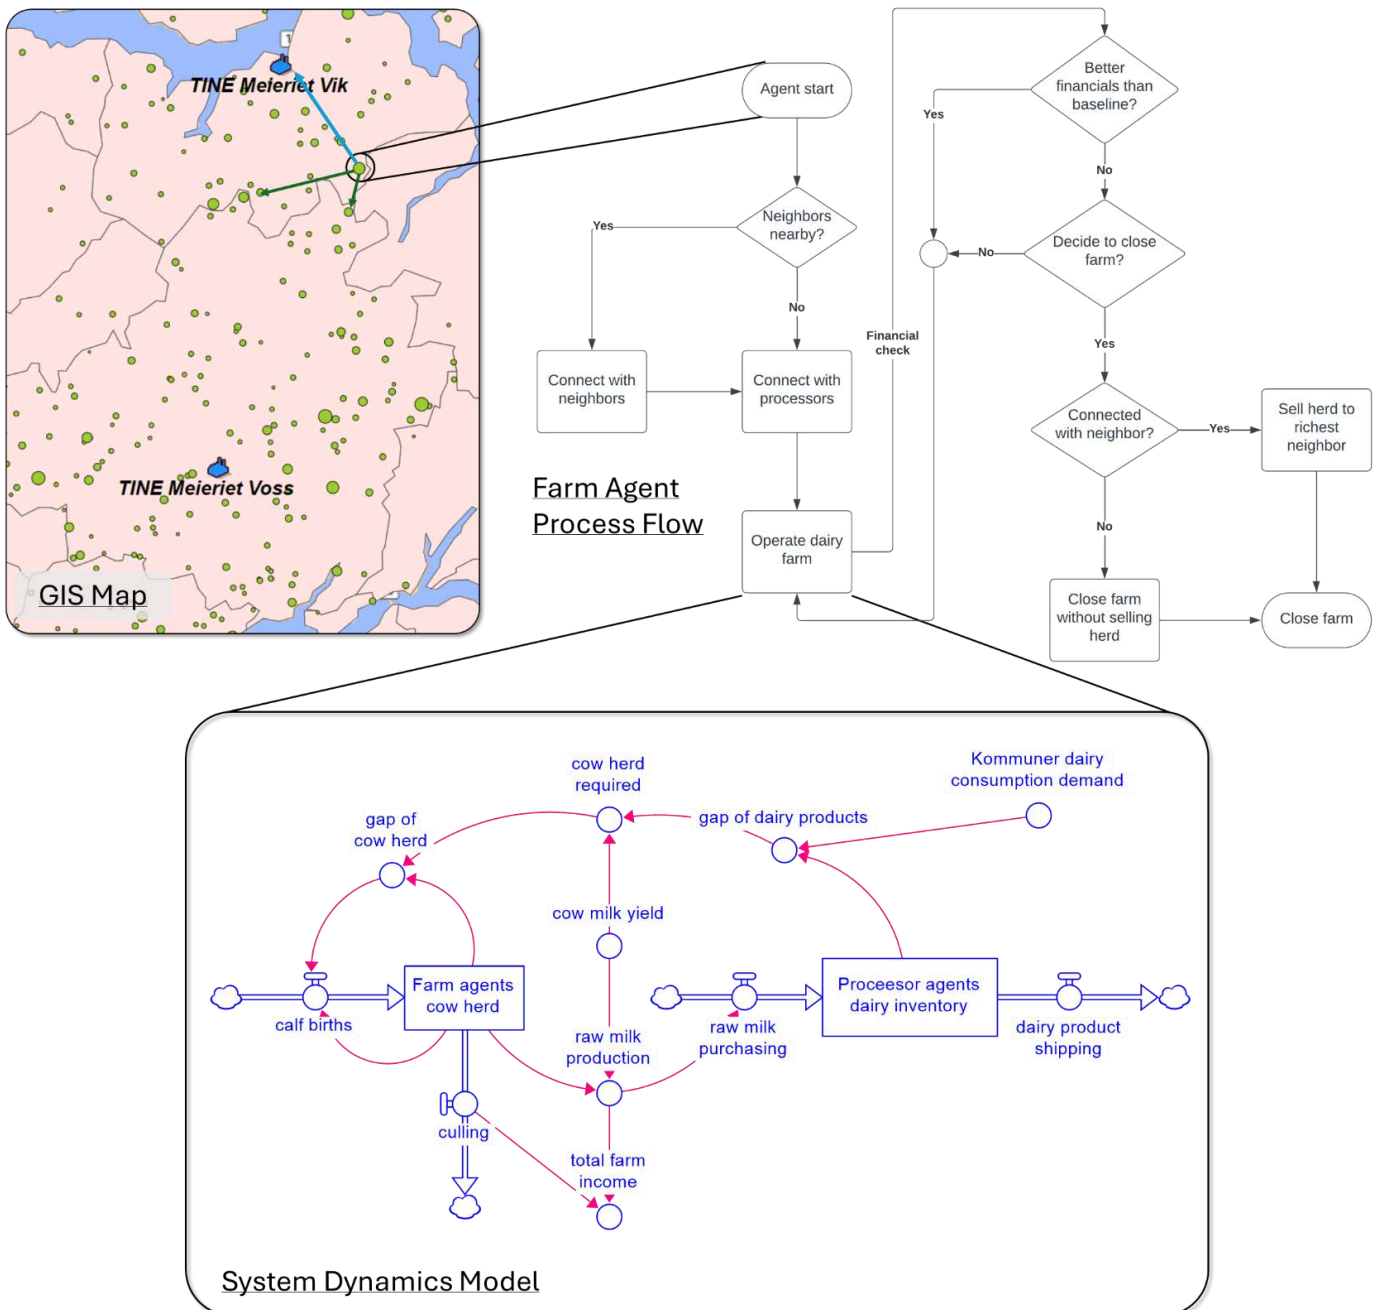 1
TINE Meieriet Vik
TINE Meieriet Voss
GIS Map
Agent start
Neighbors
nearby?
Yes
No
Connect with
neighbors
Connect with
processors
Farm Agent
Process Flow
Operate dairy
farm
Financial
check
Better
financials than
baseline?
Yes
No
Decide to close
farm?
No
Yes
Connected
with neighbor?
Yes
Sell herd to
richest
neighbor
No
Close farm
without selling
herd
Close farm
Kommuner dairy
consumption demand
cow herd
required
gap of dairy products
gap of
cow herd
cow milk yield
Farm agents
cow herd
Proceesor agents
dairy inventory
calf births
raw milk
production
raw milk
purchasing
dairy product
shipping
culling
total farm
income
System Dynamics Model